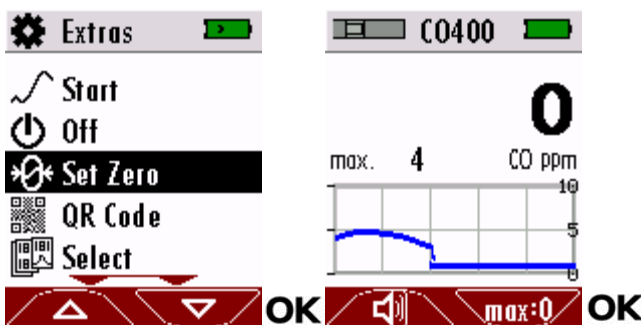 Extras
Start
Off
Set Zero
QR Code
Select
OK
CO400
0
max. 4 CO ppm
10
5
0
max:0
OK